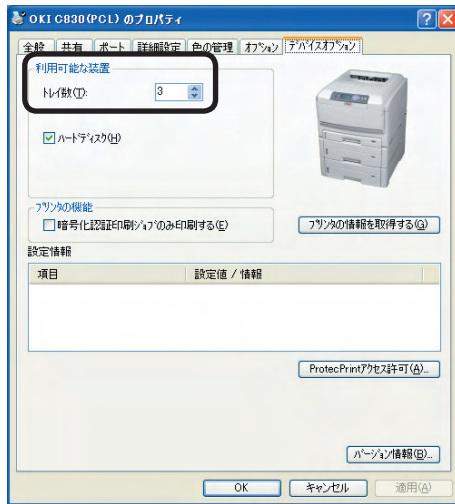 OKI C830(PCL) のプロパティ
全般 共有 ポート 詳細設定 色の管理 オプション デバイスオプション
利用可能な装置
トレイ数(T): 3
ハードディスク(H)
プリンタの機能
暗号化認証印刷ジョブのみ印刷する(E)
プリンタの情報を取得する(G)
設定情報
項目 設定値 / 情報
ProtecPrintアクセス許可(A)...
バージョン情報(B)...
OK キャンセル 適用(A)